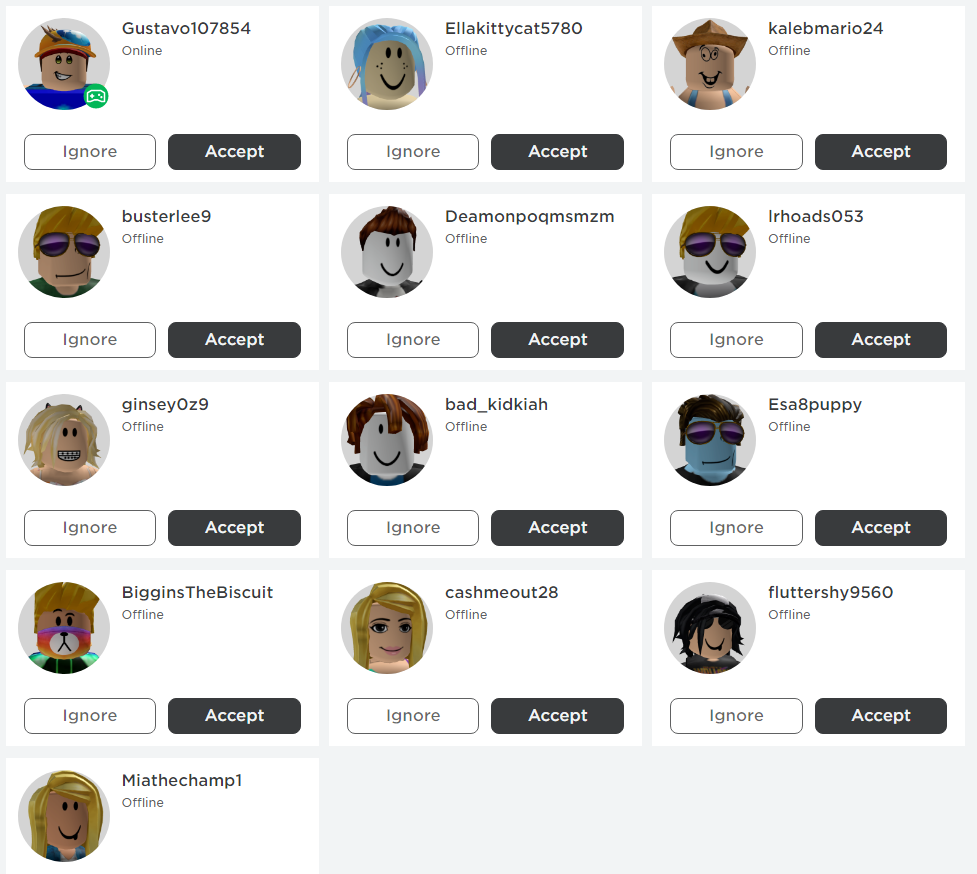 Gustavo107854
Online
Ignore
Accept
Ellakittycat5780
Offline
Ignore
Accept
kalebmario24
Offline
Ignore
Accept
busterlee9
Offline
Ignore
Accept
Deamonpoqmsmzm
Offline
Ignore
Accept
lrhoads053
Offline
Ignore
Accept
ginsey0z9
Offline
Ignore
Accept
bad_kidkiah
Offline
Ignore
Accept
Esa8puppy
Offline
Ignore
Accept
BigginsTheBiscuit
Offline
Ignore
Accept
cashmeout28
Offline
Ignore
Accept
fluttershy9560
Offline
Ignore
Accept
Miathechamp1
Offline